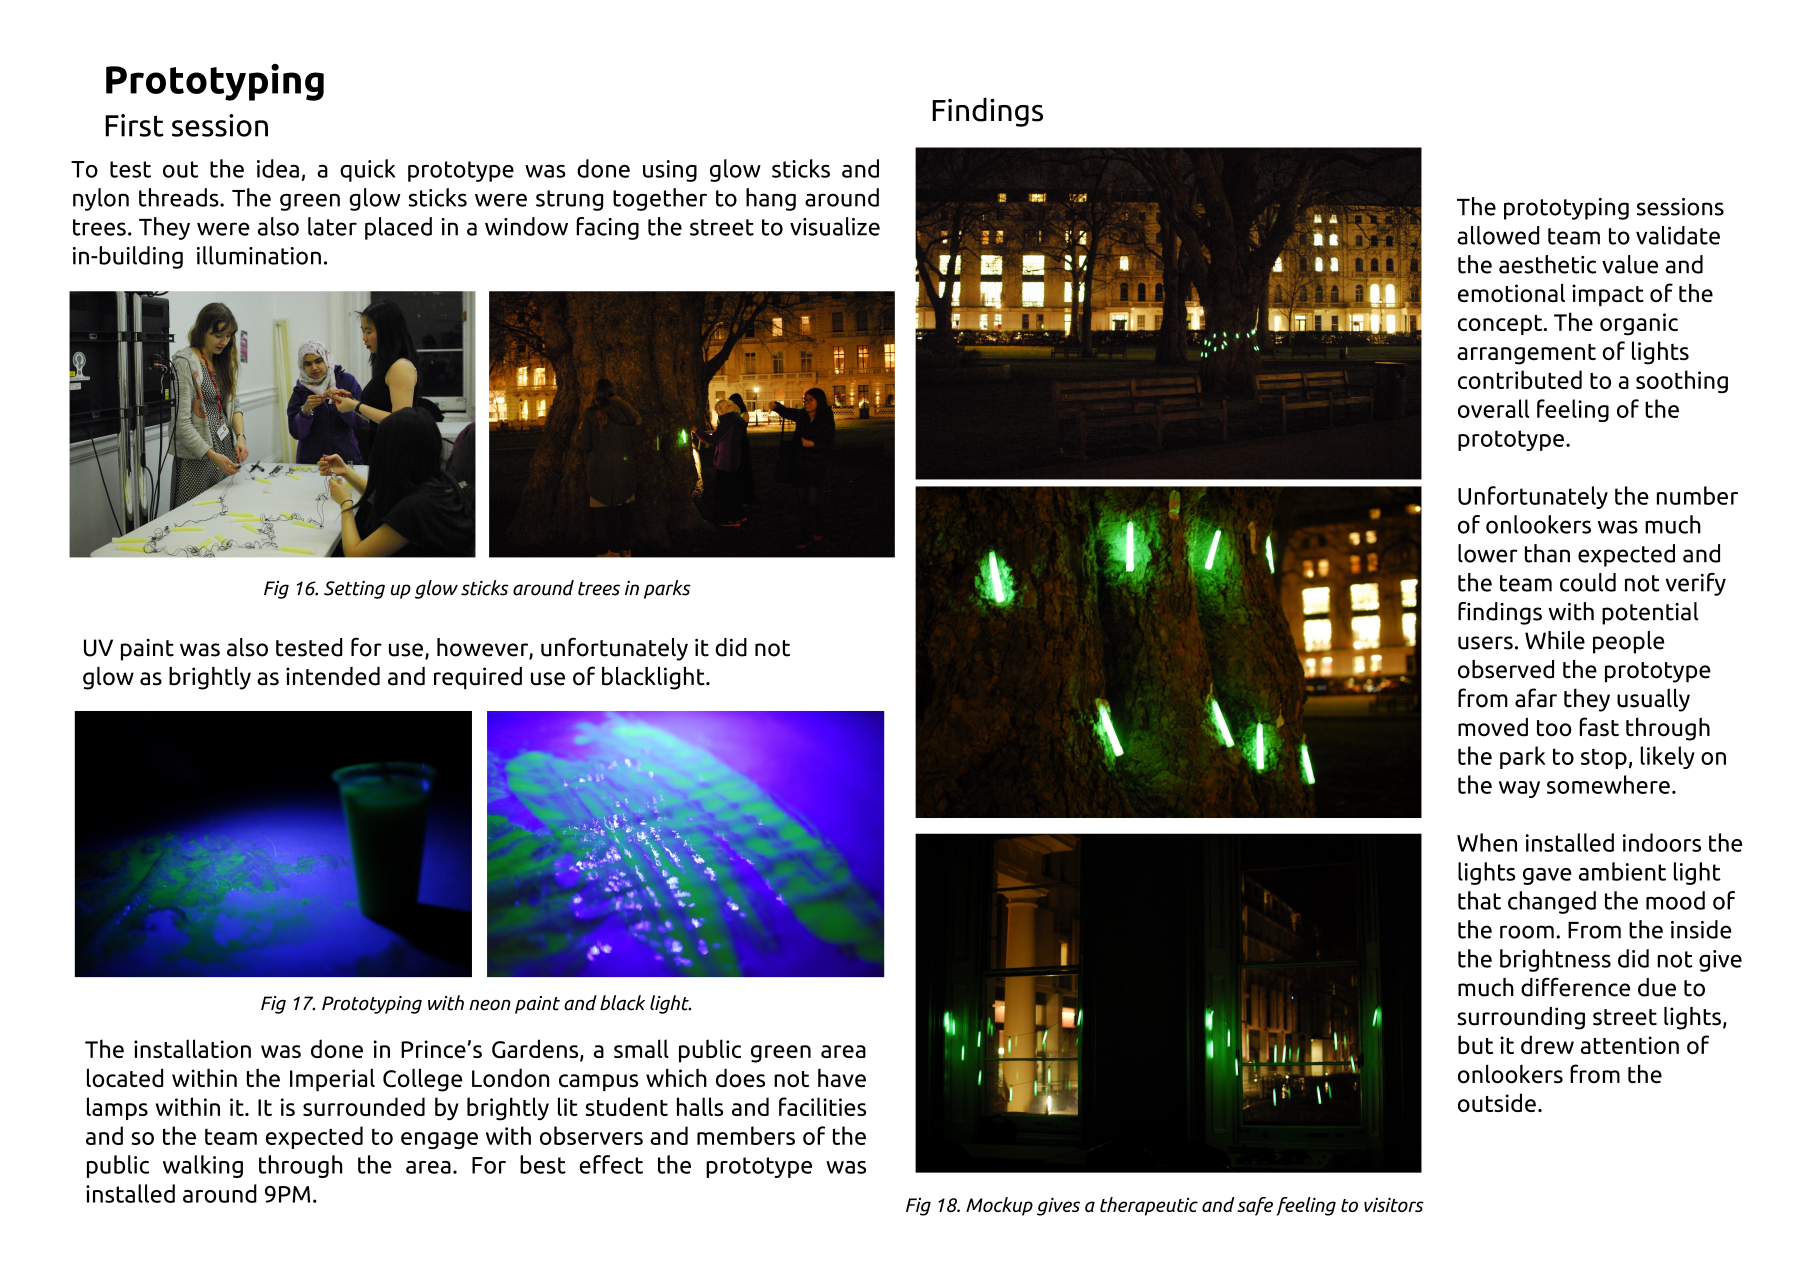 Prototyping
First session
To test out the idea, a quick prototype was done using glow sticks and
nylon threads. The green glow sticks were strung together to hang around
trees. They were also later placed in a window facing the street to visualize
in-building illumination.
Fig 16. Setting up glow sticks around trees in parks
UV paint was also tested for use, however, unfortunately it did not
glow as brightly as intended and required use of blacklight.
Fig 17. Prototyping with neon paint and black light.
The installation was done in Prince's Gardens, a small public green area
located within the Imperial College London campus which does not have
lamps within it. It is surrounded by brightly lit student halls and facilities
and so the team expected to engage with observers and members of the
public walking through the area. For best effect the prototype was
installed around 9PM.
Findings
Fig 18. Mockup gives a therapeutic and safe feeling to visitors
The prototyping sessions
allowed team to validate
the aesthetic value and
emotional impact of the
concept. The organic
arrangement of lights
contributed to a soothing
overall feeling of the
prototype.
Unfortunately the number
of onlookers was much
lower than expected and
the team could not verify
findings with potential
users. While people
observed the prototype
from afar they usually
moved too fast through
the park to stop, likely on
the way somewhere.
When installed indoors the
lights gave ambient light
that changed the mood of
the room. From the inside
the brightness did not give
much difference due to
surrounding street lights,
but it drew attention of
onlookers from the
outside.